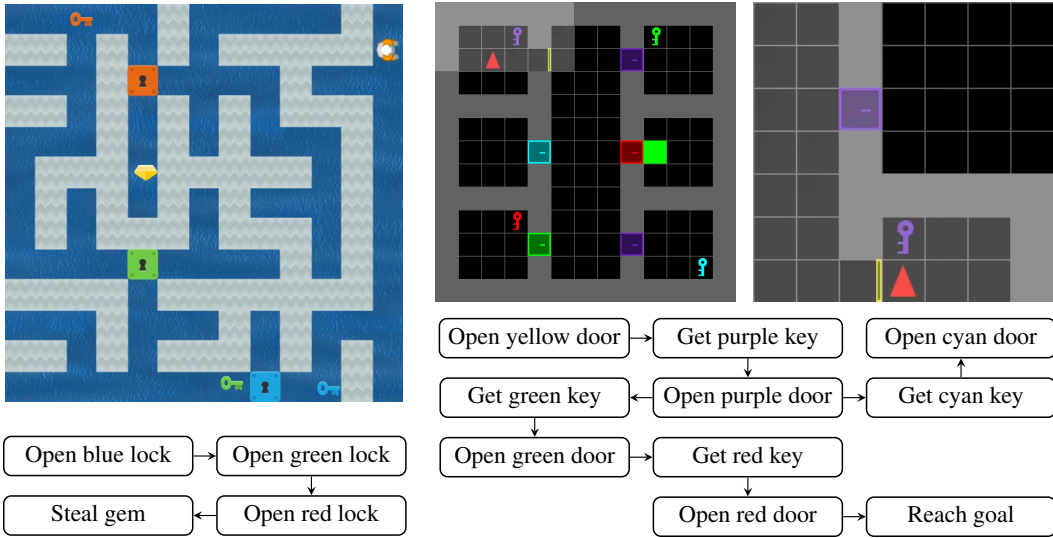 Open yellow door
Get purple key
Open cyan door
Get green key
Open purple door
Get cyan key
Open blue lock
Open green lock
Open green door
Get red key
Steal gem
Open red lock
Open red door
Reach goal